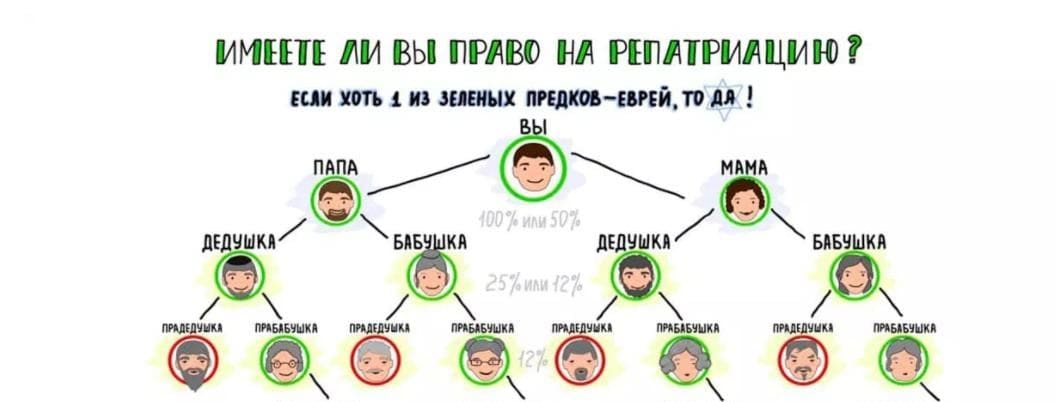 ИМЕЕТЕ ЛИ ВЫ ПРАВО НА РЕПАТРИАЦИЮ?
ЕСЛИ ХОТЬ 1 ИЗ ЗЕЛЕНЫХ ПРЕДКОВ–ЕВРЕЙ, ТО ДА!
ВЫ
ПАПА МАМА
100% или 50%
ДЕДУШКА БАБУШКА ДЕДУШКА БАБУШКА
25% или 12%
ПРАДЕДУШКА ПРАБАБУШКА ПРАДЕДУШКА ПРАБАБУШКА ПРАДЕДУШКА ПРАБАБУШКА ПРАДЕДУШКА ПРАБАБУШКА
12%